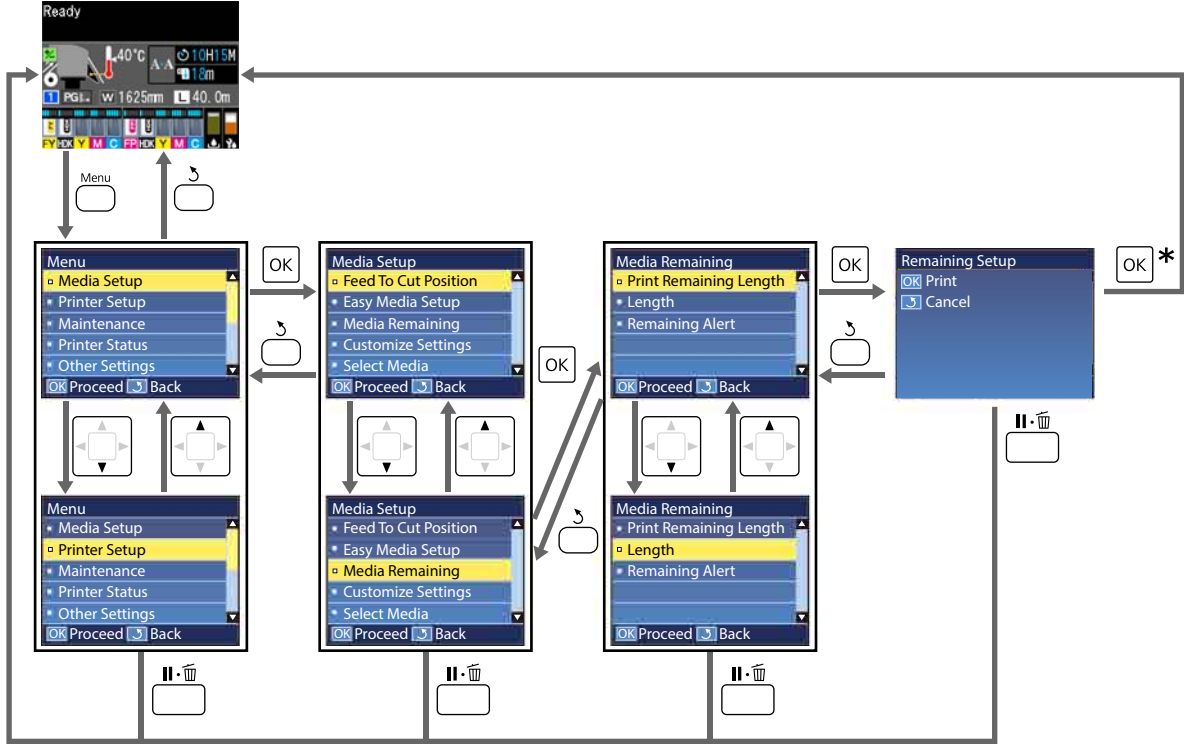 Ready
40°C
A▸A
10H15M
18m
1 PG W 1625mm L 40.0m
FY HDK Y M C FP HDK Y M C
Menu
Menu
Media Setup
Printer Setup
Maintenance
Printer Status
Other Settings
OK Proceed Back
OK
Media Setup
Feed To Cut Position
Easy Media Setup
Media Remaining
Customize Settings
Select Media
OK Proceed Back
OK
Media Remaining
Print Remaining Length
Length
Remaining Alert
OK Proceed Back
OK
Remaining Setup
OK Print
Cancel
OK *
Menu
Media Setup
Printer Setup
Maintenance
Printer Status
Other Settings
OK Proceed Back
Media Setup
Feed To Cut Position
Easy Media Setup
Media Remaining
Customize Settings
Select Media
OK Proceed Back
Media Remaining
Print Remaining Length
Length
Remaining Alert
OK Proceed Back